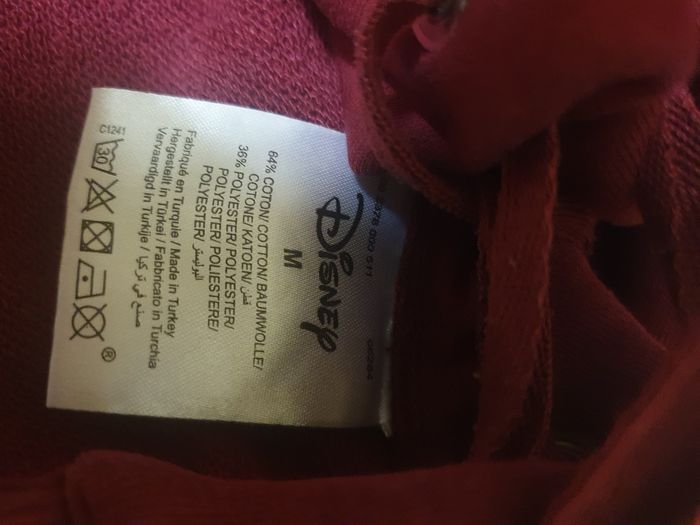 DISNEY
M
64% COTON/ COTTON/ BAUMWOLLE/
COTONE/ KATOEN/ قطن
36% POLYESTER/ POLYESTER/
POLYESTER/ POLIESTERE/
POLYESTER/ البوليستر
Fabriqué en Turquie / Made in Turkey
Hergestellt in Türkei / Fabbricato in Turchia
Vervaardigd in Turkije / صنع في تركيا
C1241
30
®